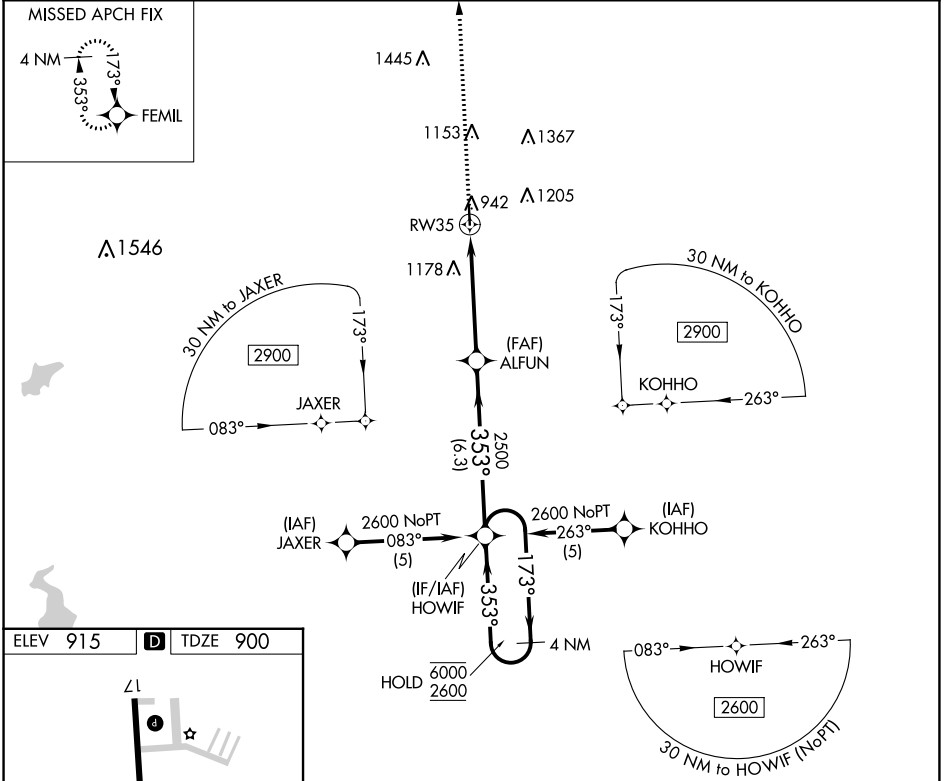 MISSED APCH FIX
4 NM
173°
353°
FEMIL
1445
1153
1367
942
1205
RW35
1546
1178
30 NM to JAXER
173°
2900
JAXER
083°
30 NM to KOHHO
173°
2900
KOHHO
263°
(FAF)
ALFUN
2500
353°
(6.3)
(IAF)
JAXER
2600 NoPT
083°
(5)
2600 NoPT
263°
(5)
(IAF)
KOHHO
(IF/IAF)
HOWIF
353°
173°
4 NM
HOLD 6000
2600
083°
263°
HOWIF
2600
30 NM to HOWIF (NoPT)
ELEV 915 D TDZE 900
17
P